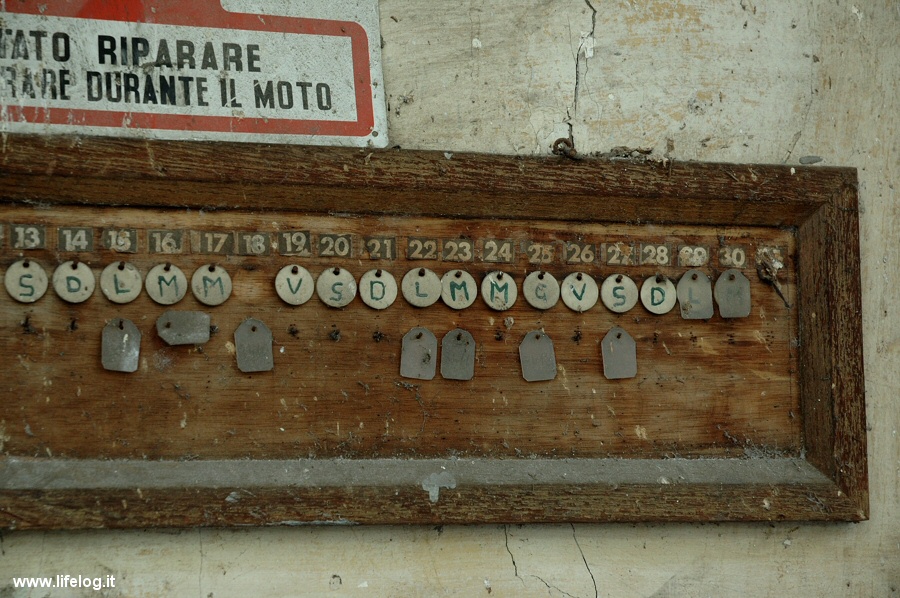 TATO RIPARARE
RARE DURANTE IL MOTO
13 14 15 16 17 18 19 20 21 22 23 24 25 26 27 28 29 30
S D L M M V S D L M M G V S D L
www.lifelog.it